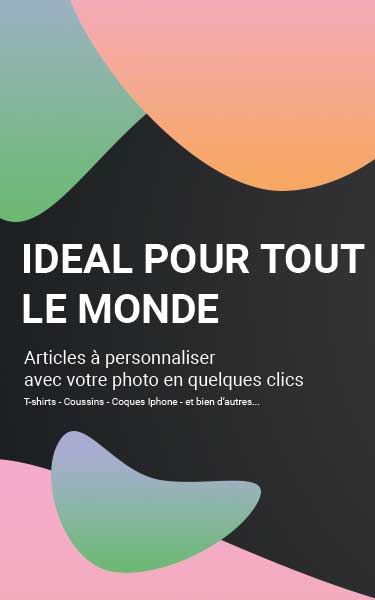 IDEAL POUR TOUT
LE MONDE
Articles à personnaliser
avec votre photo en quelques clics
T-shirts - Coussins - Coques Iphone - et bien d'autres...